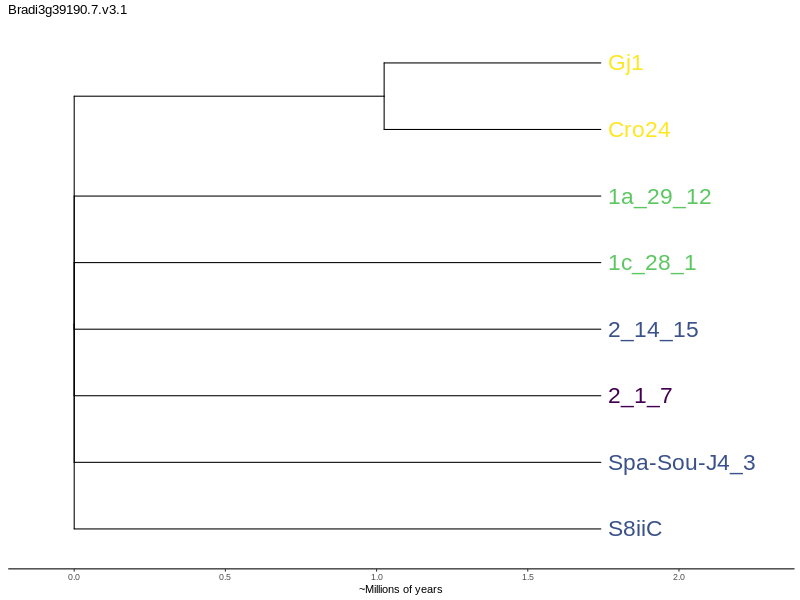 Bradi3g39190.7.v3.1
Gj1
Cro24
1a_29_12
1c_28_1
2_14_15
2_1_7
Spa-Sou-J4_3
S8iiC
0.0 0.5 1.0 1.5 2.0
~Millions of years